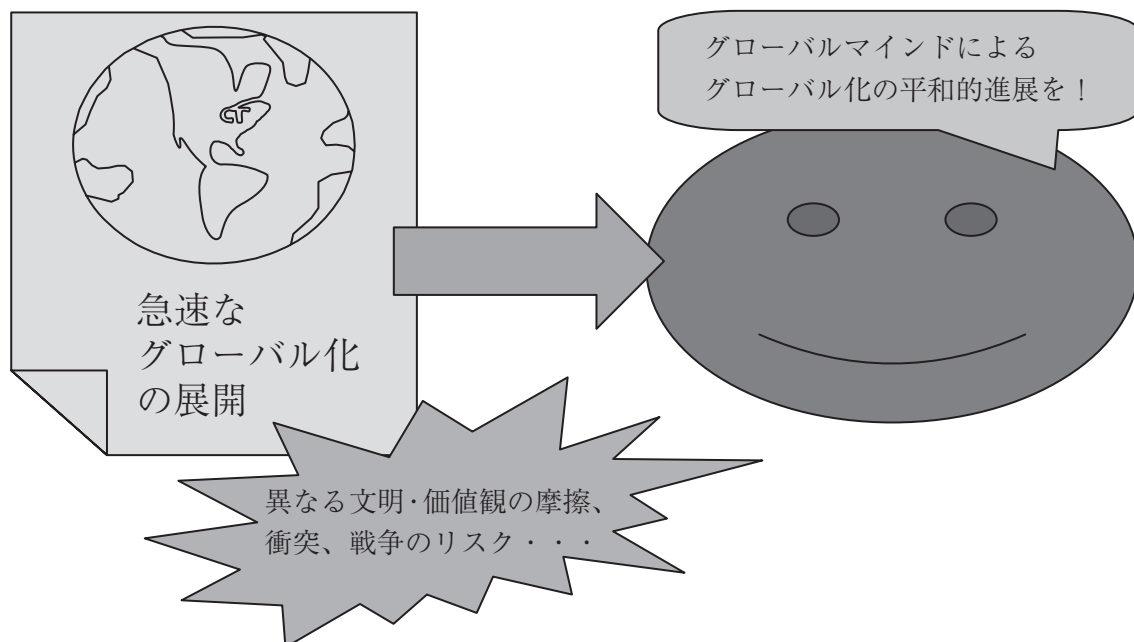 グローバルマインドによる
グローバル化の平和的進展を！
急速な
グローバル化
の展開
異なる文明・価値観の摩擦、
衝突、戦争のリスク・・・